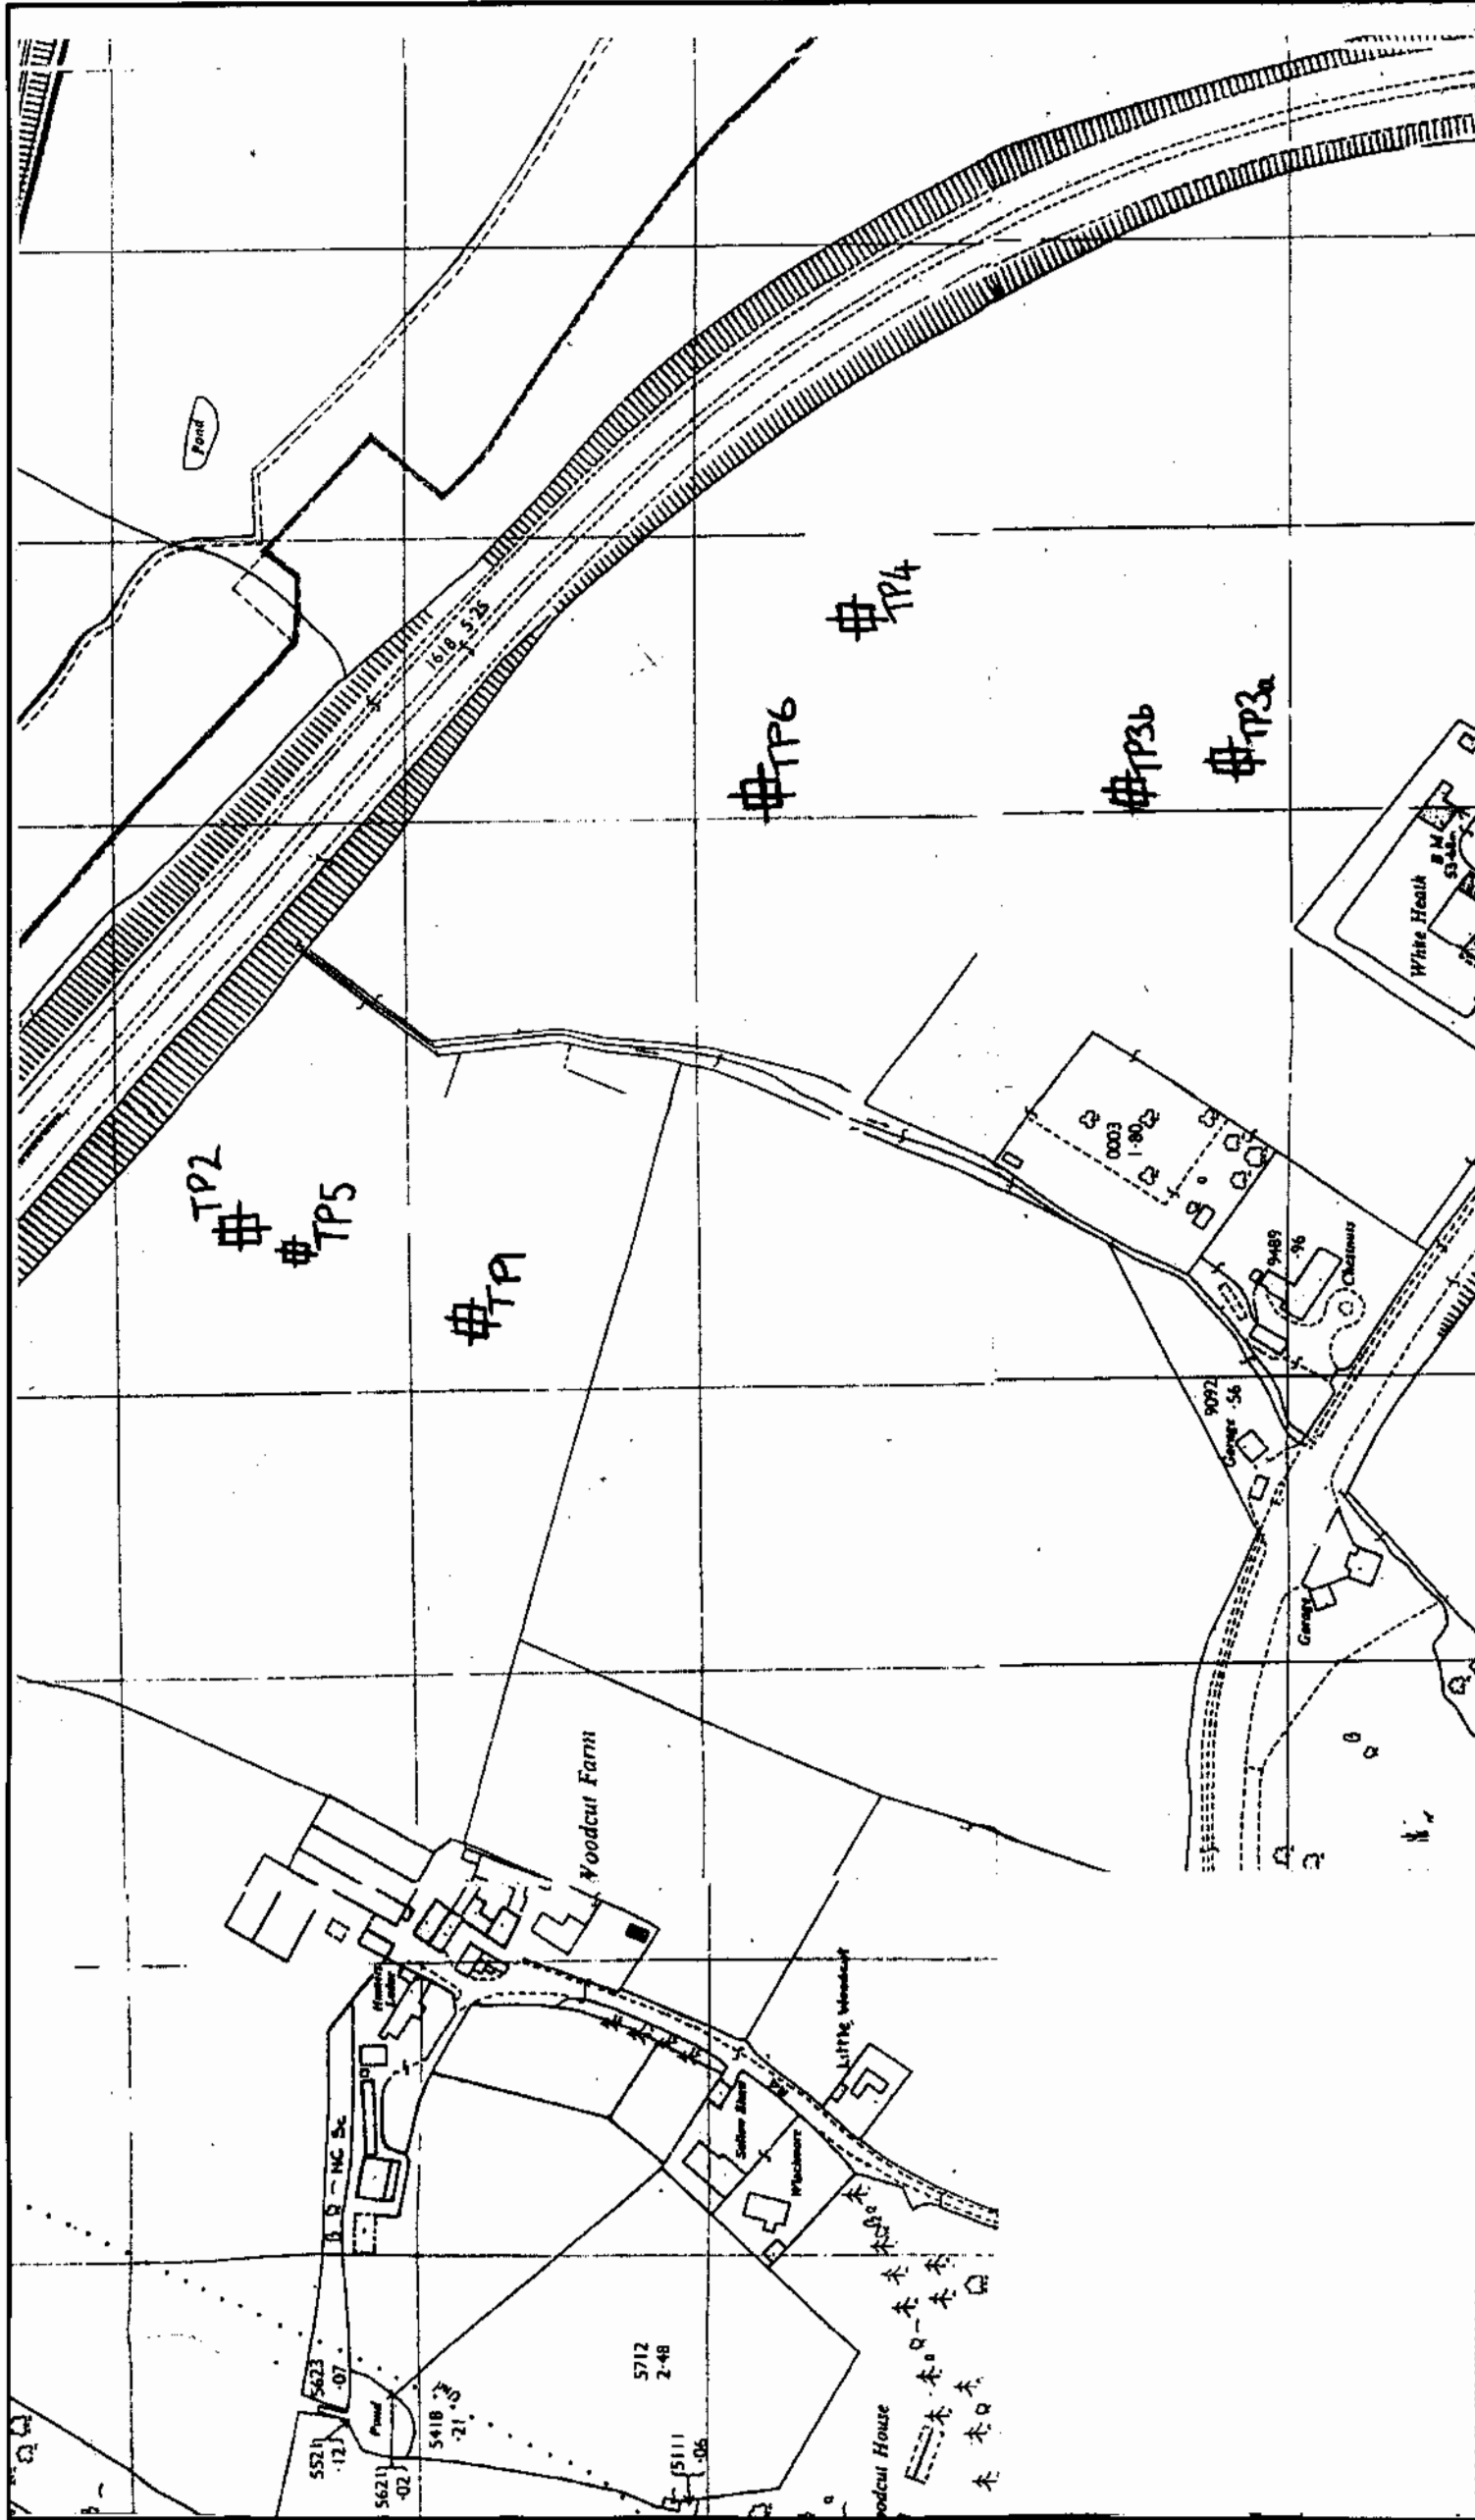 Pond
1618 5·25
TP4
TP6
TP3b
TP3a
White Heath
B M
TP2
TP5
TP1
0003
1·80
9489
·96
Chestnuts
9092
·56
Garage
Garage
Woodcut Farm
Little Woodcut
5623
·07
5521
·12
Pond
5621
·02
5418
·21
5712
2·48
5111
·06
odcut House